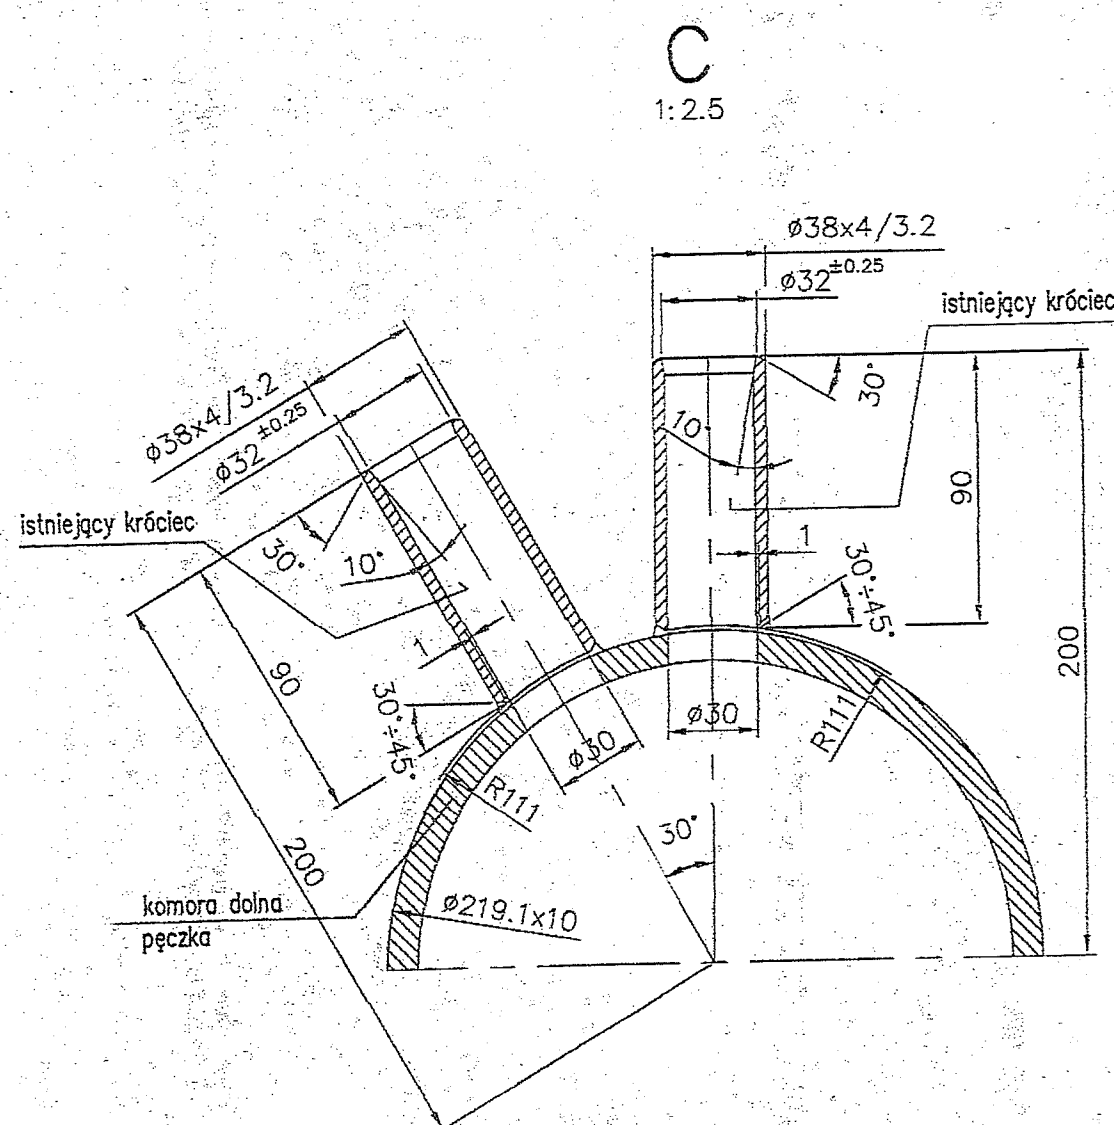 C
1:2.5
ø38x4/3.2
ø32±0.25
istniejący króciec
30°
10°
90
1
30°÷45°
200
ø30
R111
ø38x4/3.2
ø32±0.25
istniejący króciec
30°
10°
1
90
30°÷45°
ø30
R111
30°
200
komora dolna
pęczka
ø219.1x10